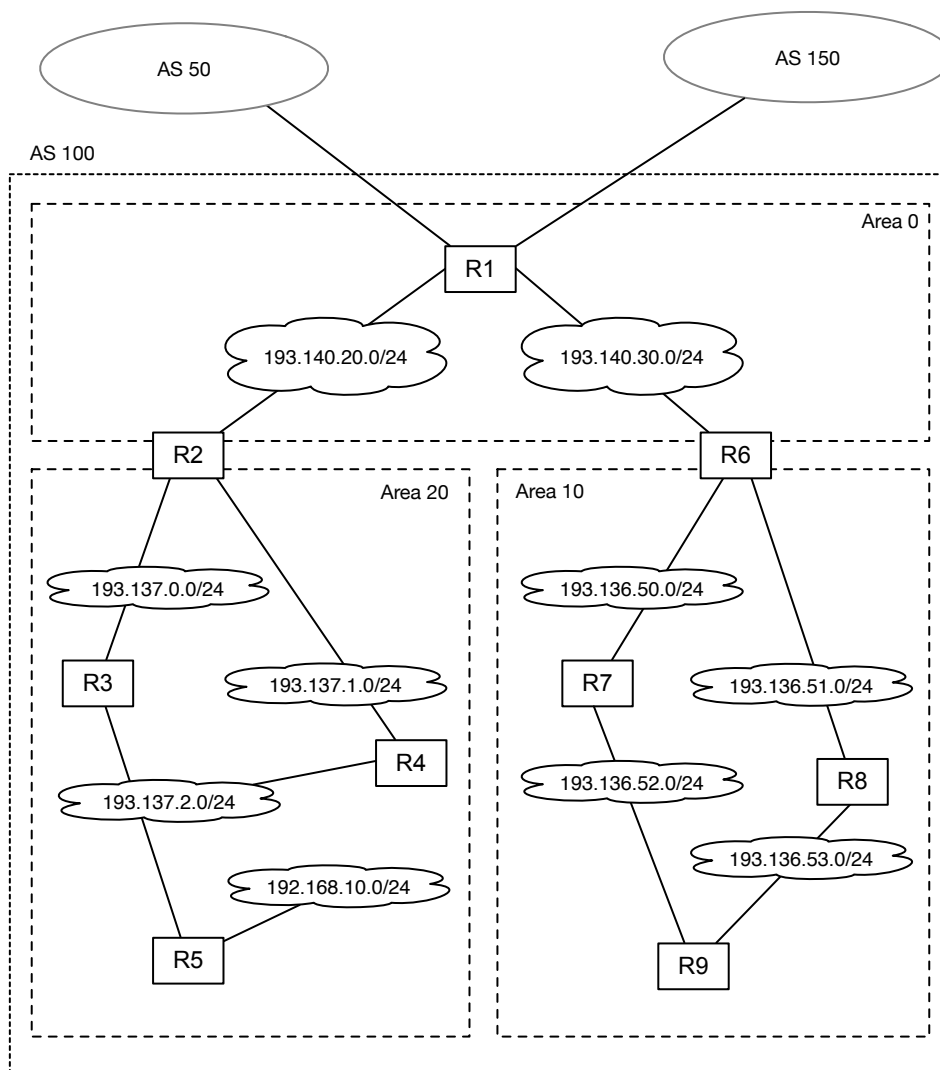 AS 50
AS 150
AS 100
Area 0
R1
193.140.20.0/24
193.140.30.0/24
R2
R6
Area 20
Area 10
193.137.0.0/24
193.136.50.0/24
R3
193.137.1.0/24
R7
193.136.51.0/24
R4
193.137.2.0/24
193.136.52.0/24
R8
193.136.53.0/24
192.168.10.0/24
R5
R9